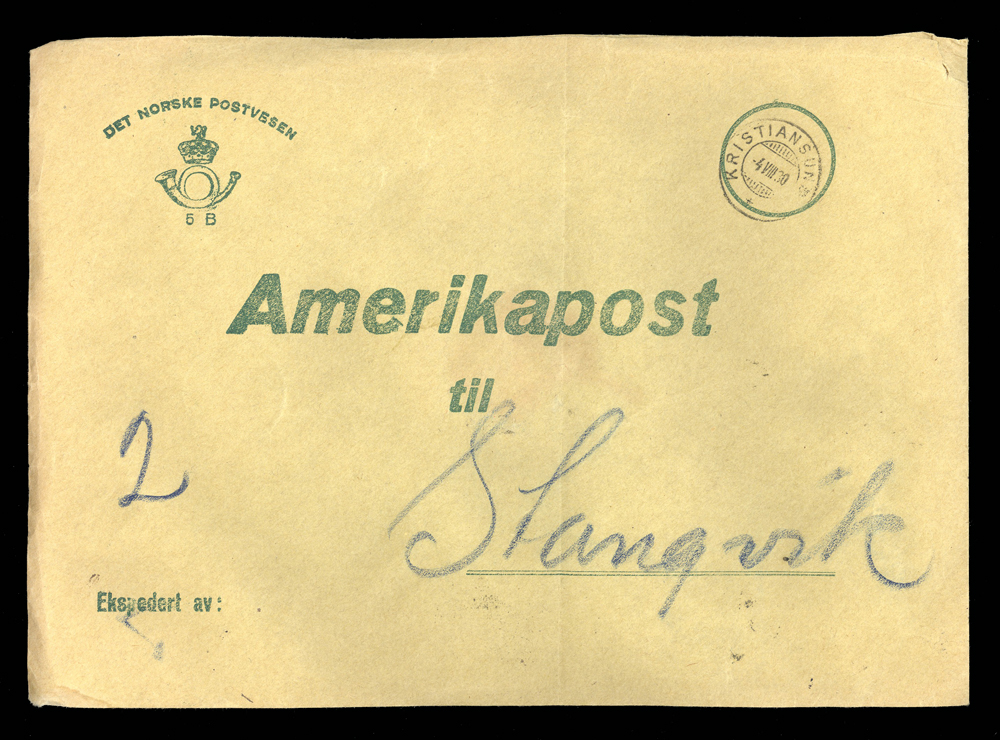 DET NORSKE POSTVESEN
5 B
KRISTIANSUND
-4 VIII 30
Amerikapost
til
2
Stangvik
Ekspedert av: